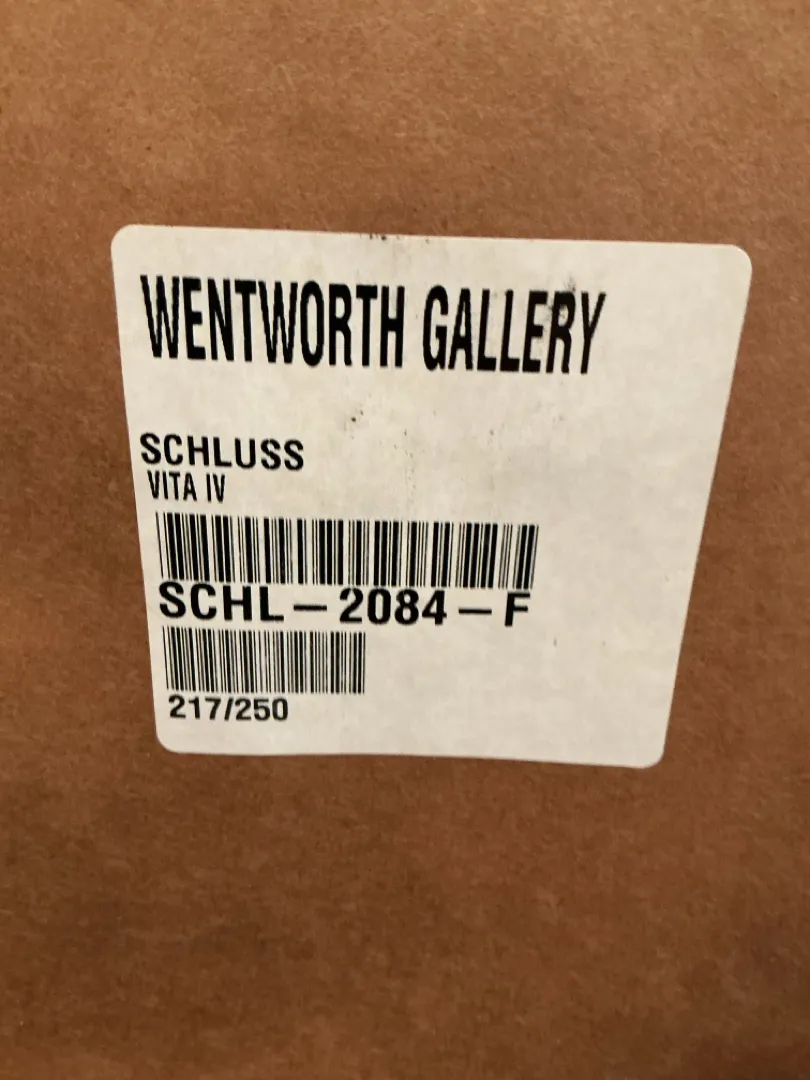 WENTWORTH GALLERY
SCHLUSS
VITA IV
SCHL-2084-F
217/250